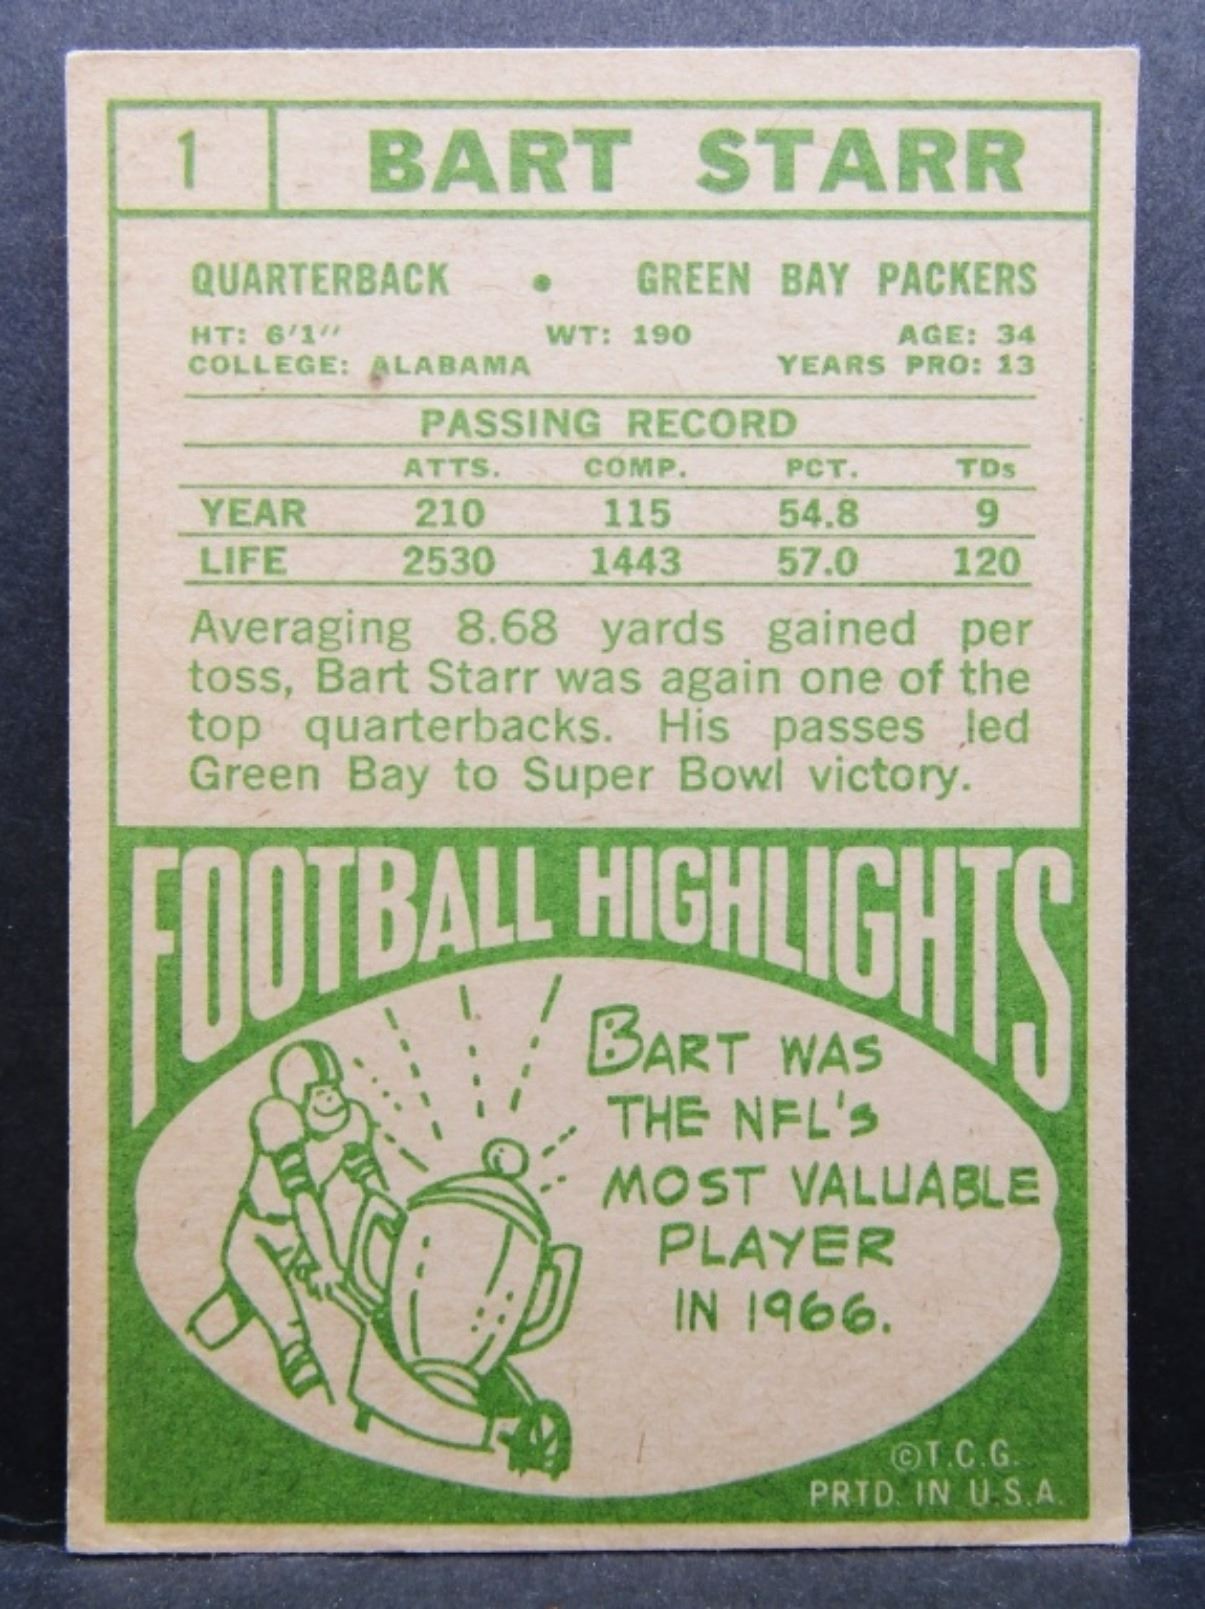 1 BART STARR
QUARTERBACK • GREEN BAY PACKERS
HT: 6'1" WT: 190 AGE: 34
COLLEGE: ALABAMA YEARS PRO: 13
PASSING RECORD
ATTS. COMP. PCT. TDs
YEAR 210 115 54.8 9
LIFE 2530 1443 57.0 120
Averaging 8.68 yards gained per
toss, Bart Starr was again one of the
top quarterbacks. His passes led
Green Bay to Super Bowl victory.
FOOTBALL HIGHLIGHTS
BART WAS
THE NFL'S
MOST VALUABLE
PLAYER
IN 1966.
©T.C.G.
PRTD. IN U.S.A.